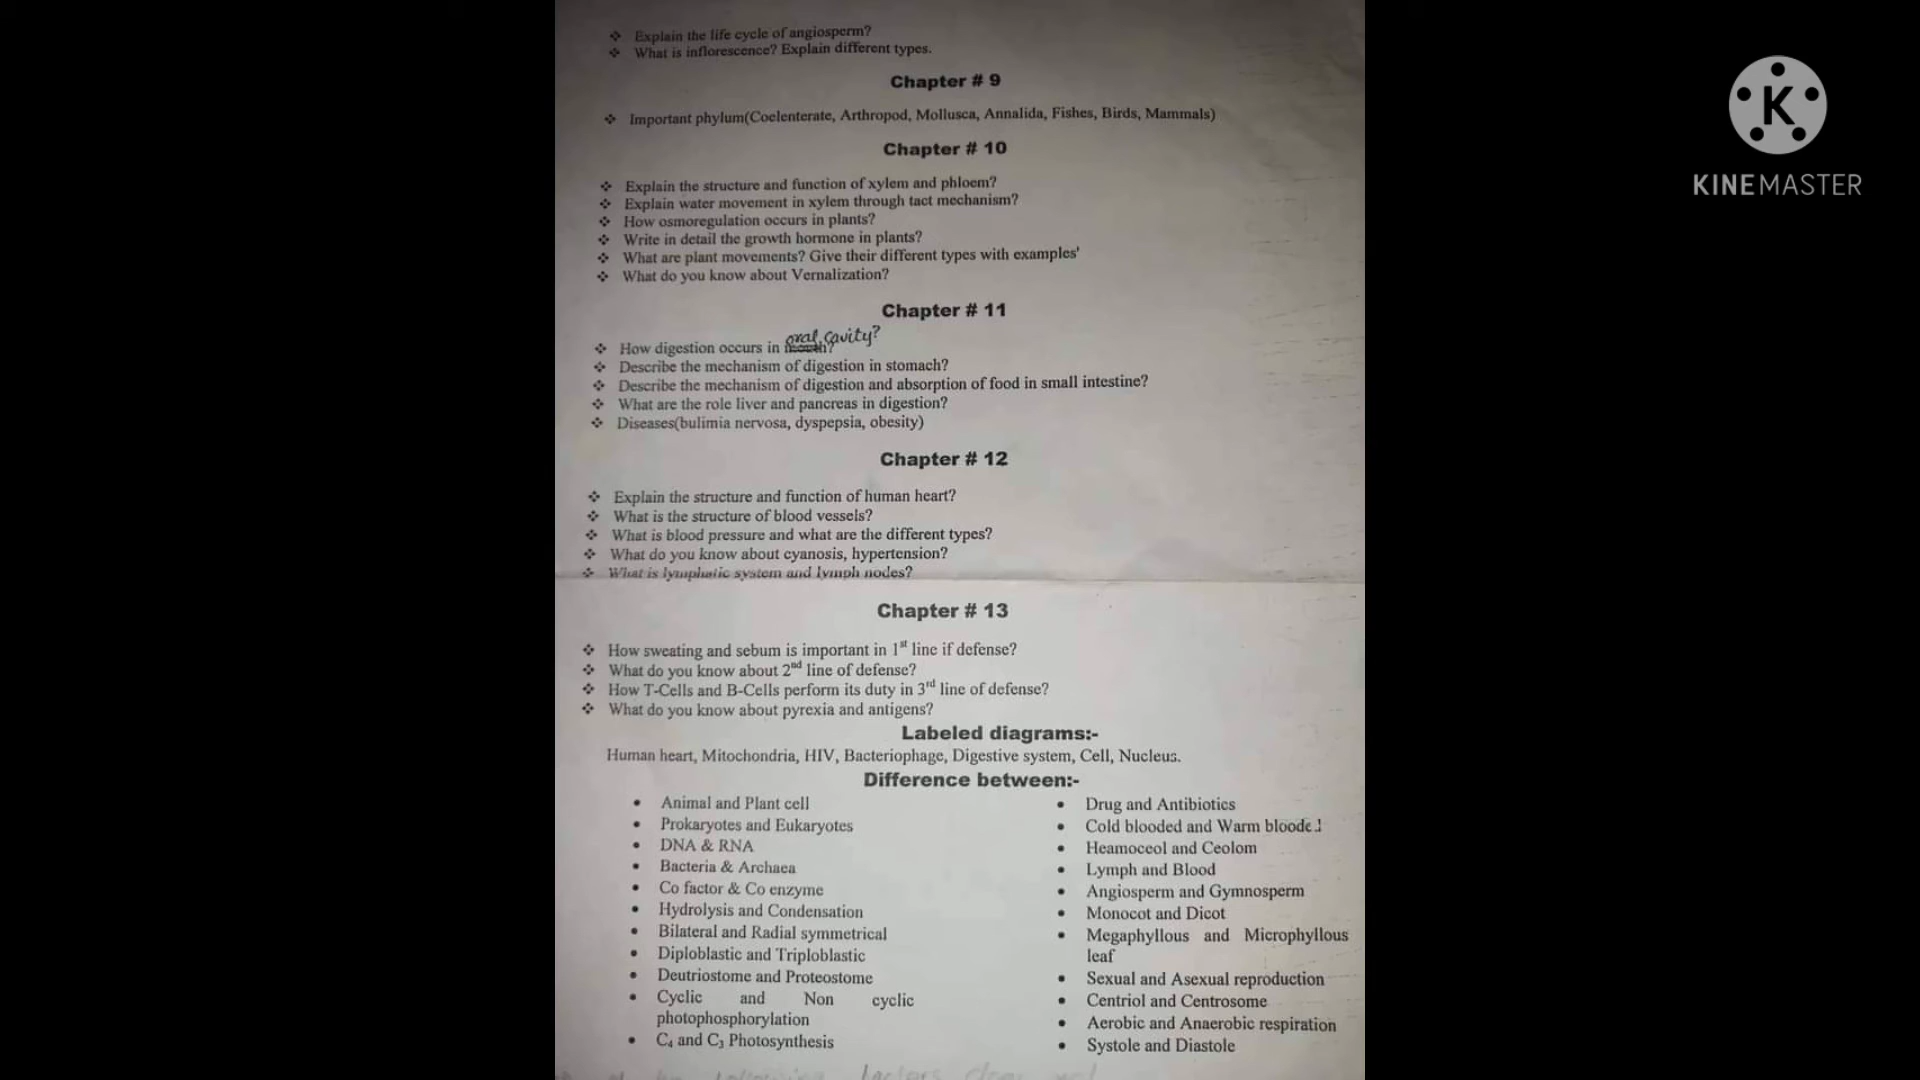 ❖ Explain the life cycle of angiosperm?
❖ What is inflorescence? Explain different types.
Chapter # 9
❖ Important phylum(Coelenterate, Arthropod, Mollusca, Annalida, Fishes, Birds, Mammals)
Chapter # 10
❖ Explain the structure and function of xylem and phloem?
❖ Explain water movement in xylem through tact mechanism?
❖ How osmoregulation occurs in plants?
❖ Write in detail the growth hormone in plants?
❖ What are plant movements? Give their different types with examples'
❖ What do you know about Vernalization?
Chapter # 11
oral cavity?
❖ How digestion occurs in mouth?
❖ Describe the mechanism of digestion in stomach?
❖ Describe the mechanism of digestion and absorption of food in small intestine?
❖ What are the role liver and pancreas in digestion?
❖ Diseases(bulimia nervosa, dyspepsia, obesity)
Chapter # 12
❖ Explain the structure and function of human heart?
❖ What is the structure of blood vessels?
❖ What is blood pressure and what are the different types?
❖ What do you know about cyanosis, hypertension?
❖ What is lymphatic system and lymph nodes?
Chapter # 13
❖ How sweating and sebum is important in 1st line if defense?
❖ What do you know about 2nd line of defense?
❖ How T-Cells and B-Cells perform its duty in 3rd line of defense?
❖ What do you know about pyrexia and antigens?
Labeled diagrams:-
Human heart, Mitochondria, HIV, Bacteriophage, Digestive system, Cell, Nucleus.
Difference between:-
• Animal and Plant cell
• Prokaryotes and Eukaryotes
• DNA & RNA
• Bacteria & Archaea
• Co factor & Co enzyme
• Hydrolysis and Condensation
• Bilateral and Radial symmetrical
• Diploblastic and Triploblastic
• Deutriostome and Proteostome
• Cyclic and Non cyclic
photophosphorylation
• C4 and C3 Photosynthesis
• Drug and Antibiotics
• Cold blooded and Warm blooded
• Heamoceol and Ceolom
• Lymph and Blood
• Angiosperm and Gymnosperm
• Monocot and Dicot
• Megaphyllous and Microphyllous
leaf
• Sexual and Asexual reproduction
• Centriol and Centrosome
• Aerobic and Anaerobic respiration
• Systole and Diastole
K
KINEMASTER